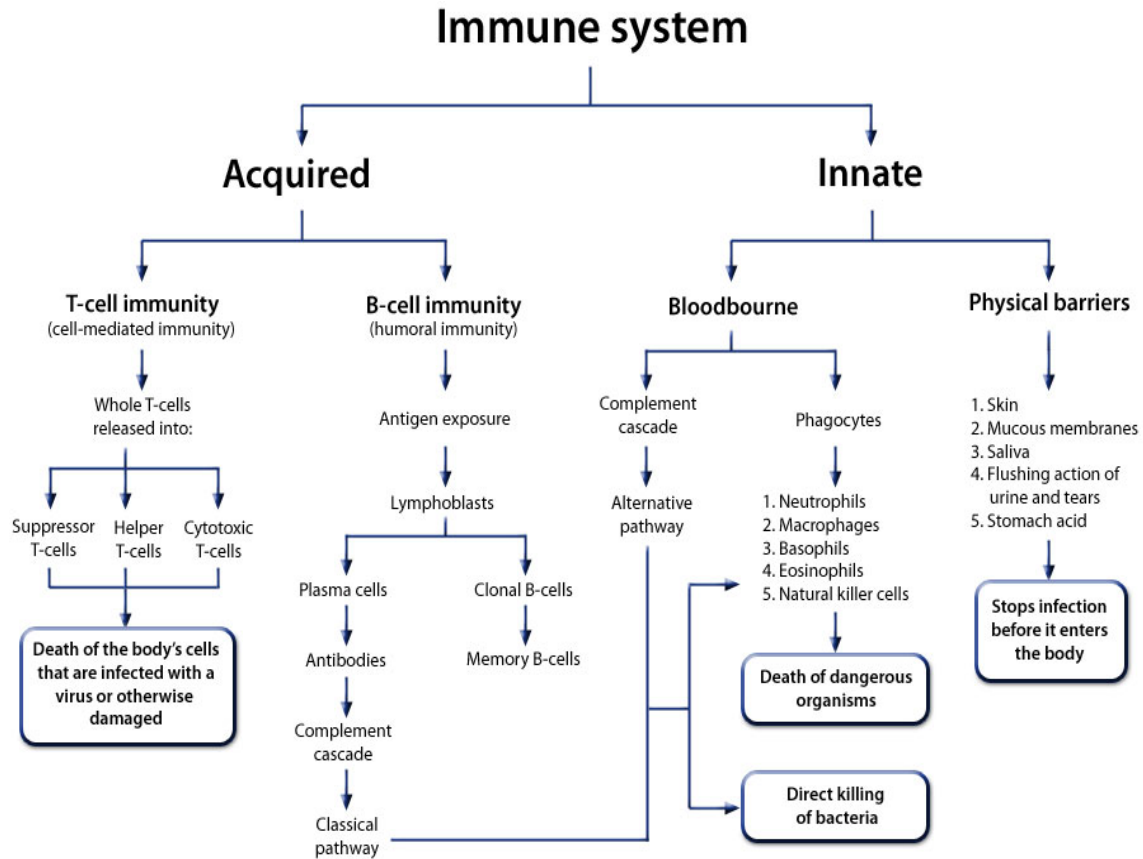 Immune system
Acquired
Innate
T-cell immunity
(cell-mediated immunity)
B-cell immunity
(humoral immunity)
Bloodbourne
Physical barriers
Whole T-cells
released into:
Suppressor
T-cells
Helper
T-cells
Cytotoxic
T-cells
Death of the body's cells
that are infected with a
virus or otherwise
damaged
Antigen exposure
Lymphoblasts
Plasma cells
Clonal B-cells
Antibodies
Memory B-cells
Complement
cascade
Classical
pathway
Complement
cascade
Alternative
pathway
Phagocytes
1. Neutrophils
2. Macrophages
3. Basophils
4. Eosinophils
5. Natural killer cells
Death of dangerous
organisms
Direct killing
of bacteria
1. Skin
2. Mucous membranes
3. Saliva
4. Flushing action of
urine and tears
5. Stomach acid
Stops infection
before it enters
the body